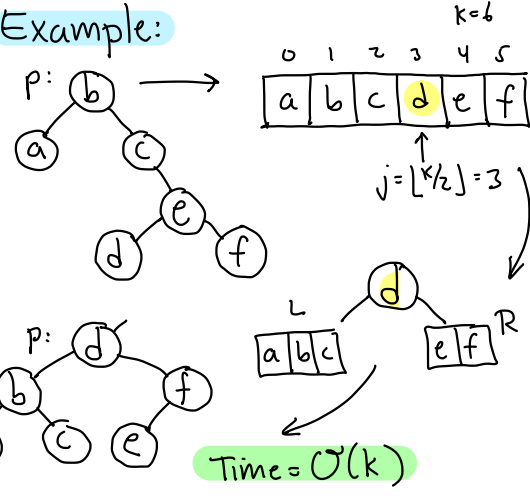 Example:
k=6
p:
b
0 1 2 3 4 5
a b c d e f
a
c
e
d
f
j=⌊k/2⌋=3
d
L
R
a b c
e f
p:
d
b
f
c
e
Time = O(k)